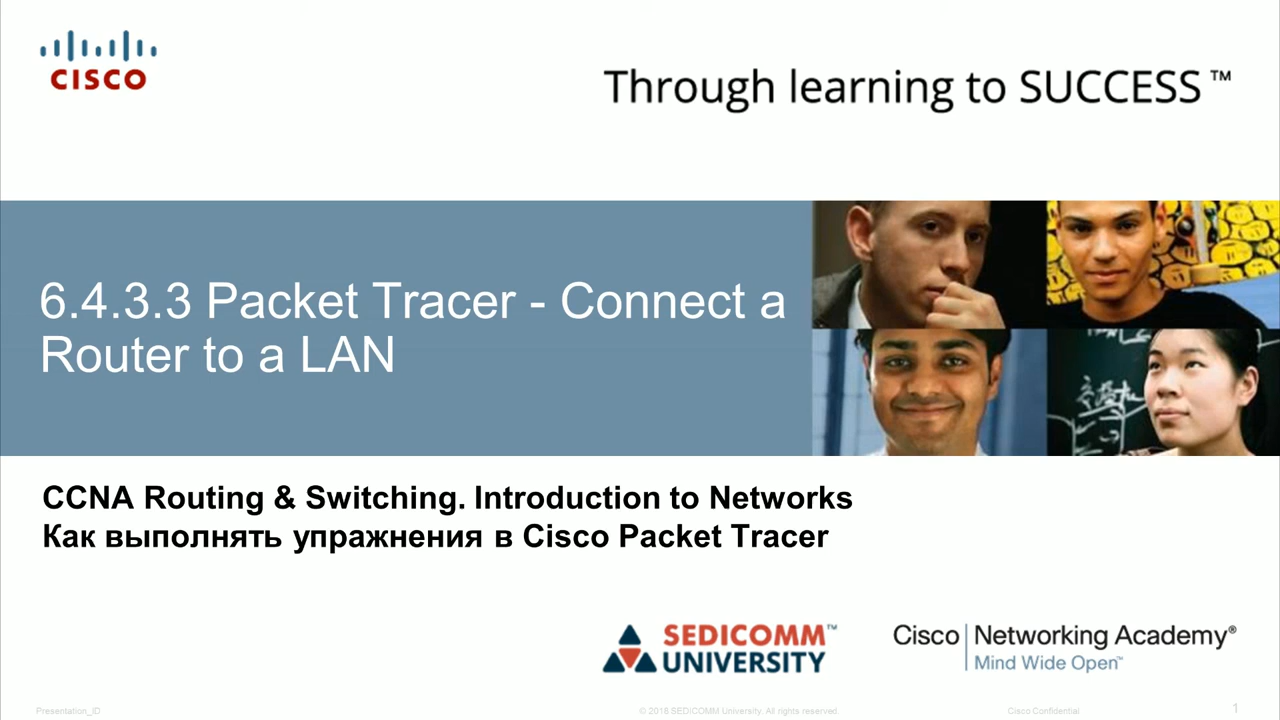 CISCO
Through learning to SUCCESS™
6.4.3.3 Packet Tracer - Connect a
Router to a LAN
CCNA Routing & Switching. Introduction to Networks
Как выполнять упражнения в Cisco Packet Tracer
SEDICOMM™
UNIVERSITY
Cisco Networking Academy®
Mind Wide Open™
Presentation_ID
© 2018 SEDICOMM University. All rights reserved.
Cisco Confidential
1